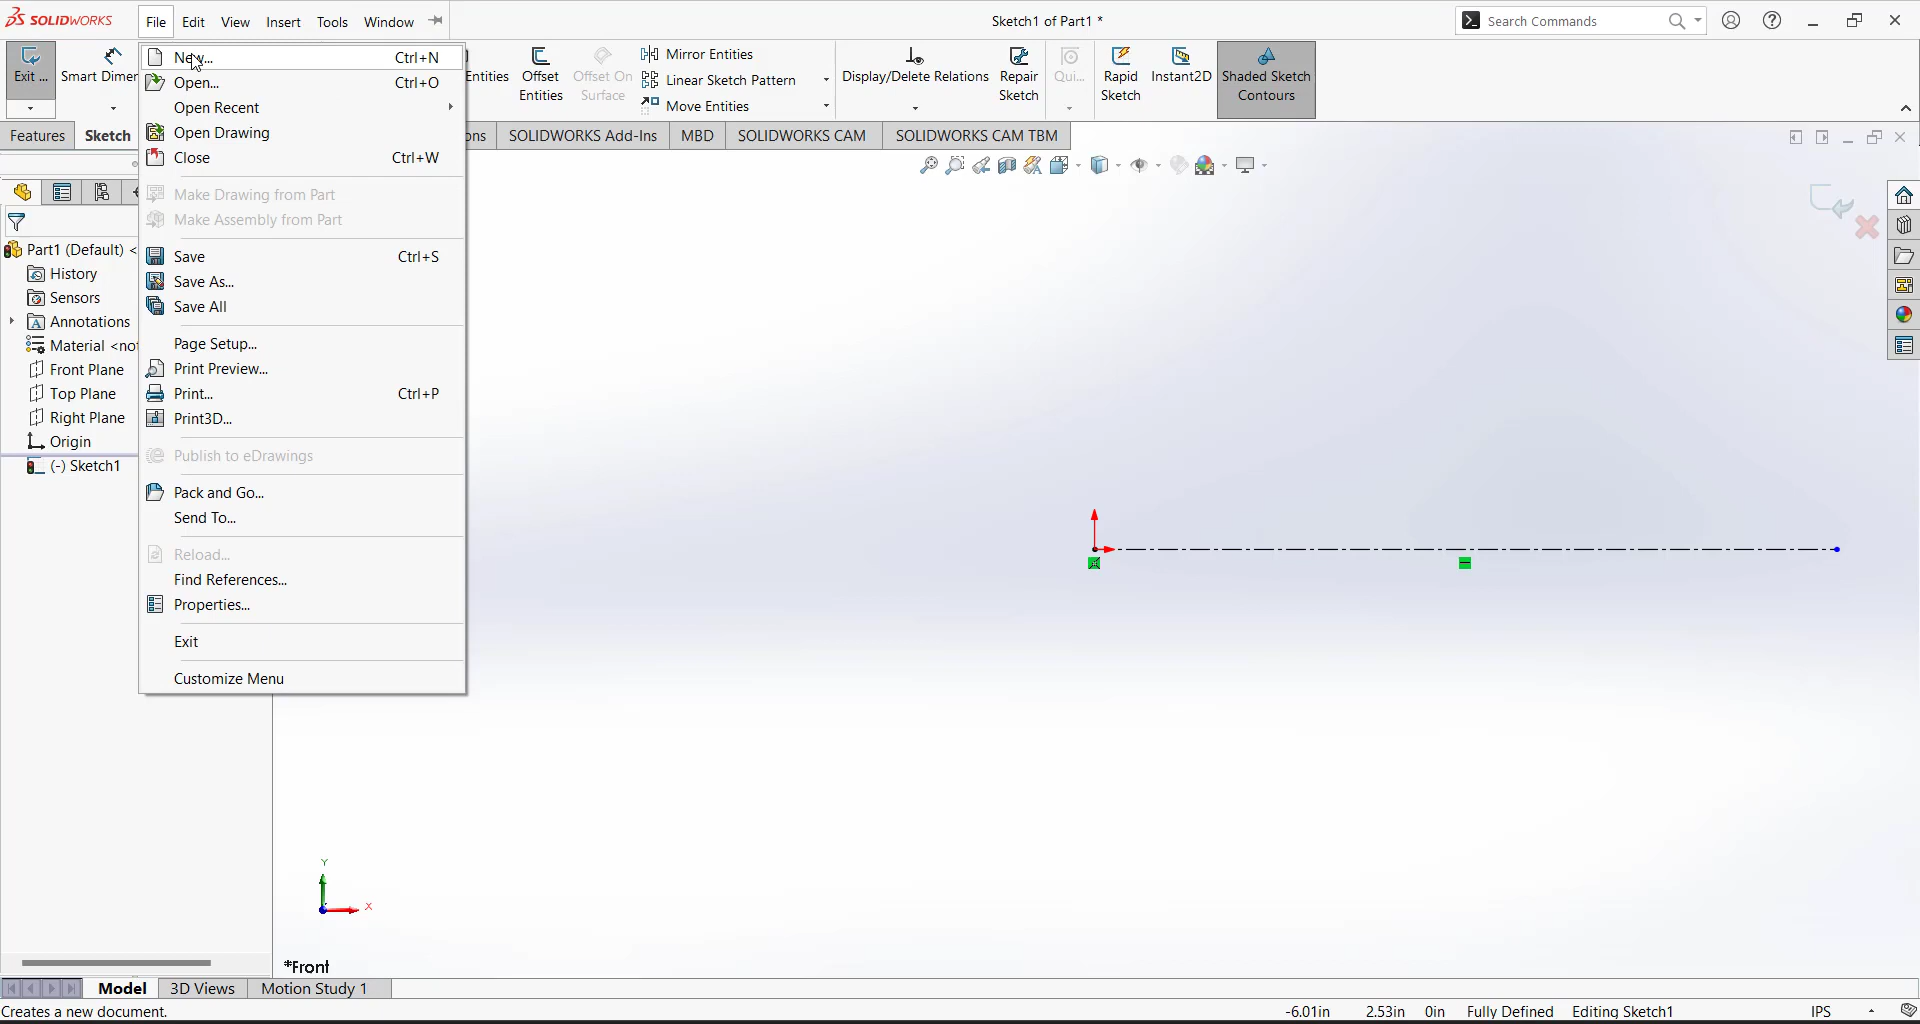 SOLIDWORKS
File Edit View Insert Tools Window
Sketch1 of Part1 *
Search Commands
Exit ...
Smart Dimen
Entities
Offset Entities
Offset On Surface
Mirror Entities
Linear Sketch Pattern
Move Entities
Display/Delete Relations
Repair Sketch
Qui...
Rapid Sketch
Instant2D
Shaded Sketch Contours
Features Sketch ons SOLIDWORKS Add-Ins MBD SOLIDWORKS CAM SOLIDWORKS CAM TBM
New... Ctrl+N
Open... Ctrl+O
Open Recent
Open Drawing
Close Ctrl+W
Make Drawing from Part
Make Assembly from Part
Save Ctrl+S
Save As...
Save All
Page Setup...
Print Preview...
Print... Ctrl+P
Print3D...
Publish to eDrawings
Pack and Go...
Send To...
Reload...
Find References...
Properties...
Exit
Customize Menu
Part1 (Default) <
History
Sensors
Annotations
Material <not
Front Plane
Top Plane
Right Plane
Origin
(-) Sketch1
Y
X
*Front
Model 3D Views Motion Study 1
Creates a new document.
-6.01in 2.53in 0in Fully Defined Editing Sketch1 IPS